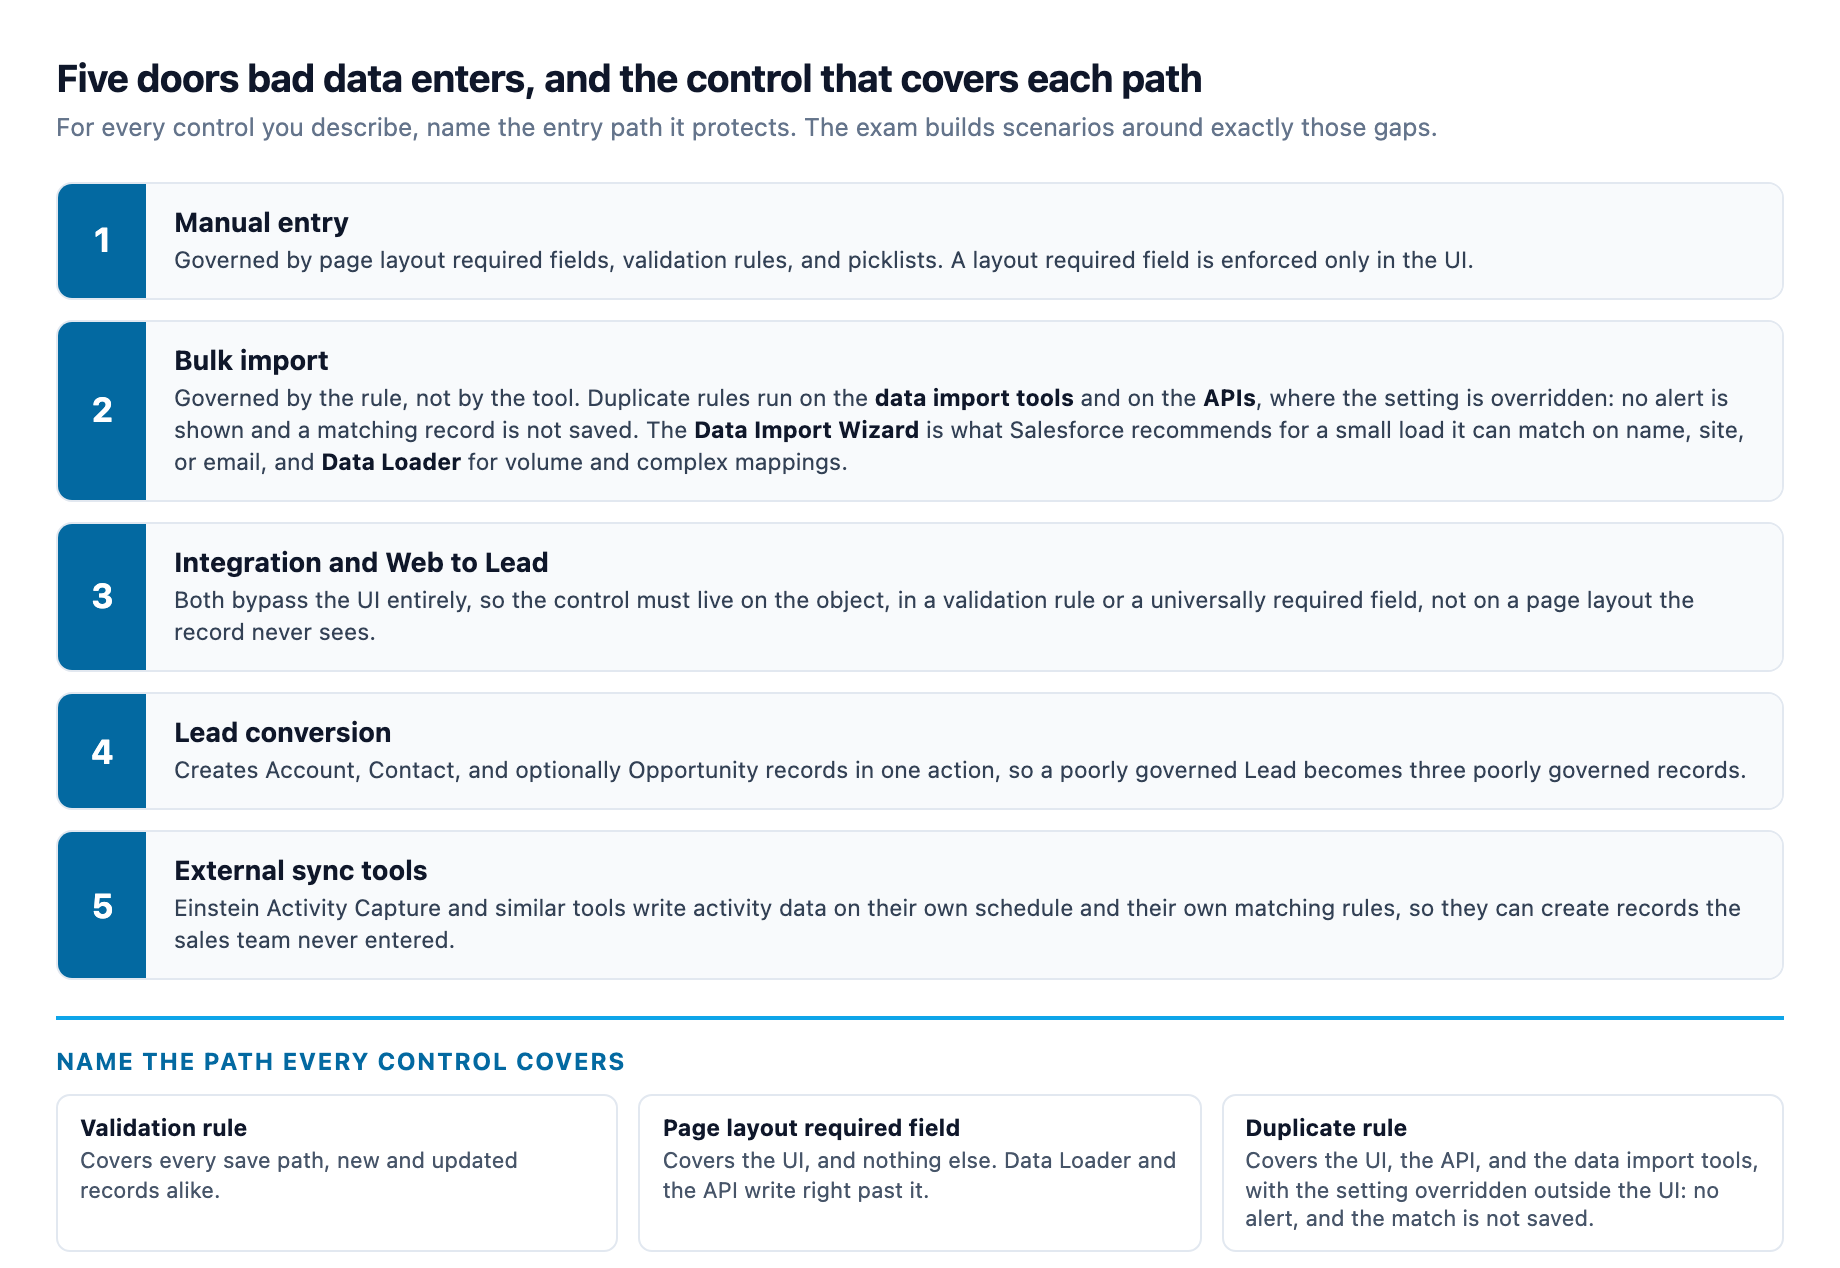 Five doors bad data enters, and the control that covers each path
For every control you describe, name the entry path it protects. The exam builds scenarios around exactly those gaps.
1
Manual entry
Governed by page layout required fields, validation rules, and picklists. A layout required field is enforced only in the UI.
2
Bulk import
Governed by the rule, not by the tool. Duplicate rules run on the data import tools and on the APIs, where the setting is overridden: no alert is
shown and a matching record is not saved. The Data Import Wizard is what Salesforce recommends for a small load it can match on name, site,
or email, and Data Loader for volume and complex mappings.
3
Integration and Web to Lead
Both bypass the UI entirely, so the control must live on the object, in a validation rule or a universally required field, not on a page layout the
record never sees.
4
Lead conversion
Creates Account, Contact, and optionally Opportunity records in one action, so a poorly governed Lead becomes three poorly governed records.
5
External sync tools
Einstein Activity Capture and similar tools write activity data on their own schedule and their own matching rules, so they can create records the
sales team never entered.
NAME THE PATH EVERY CONTROL COVERS
Validation rule
Covers every save path, new and updated
records alike.
Page layout required field
Covers the UI, and nothing else. Data Loader and
the API write right past it.
Duplicate rule
Covers the UI, the API, and the data import tools,
with the setting overridden outside the UI: no
alert, and the match is not saved.